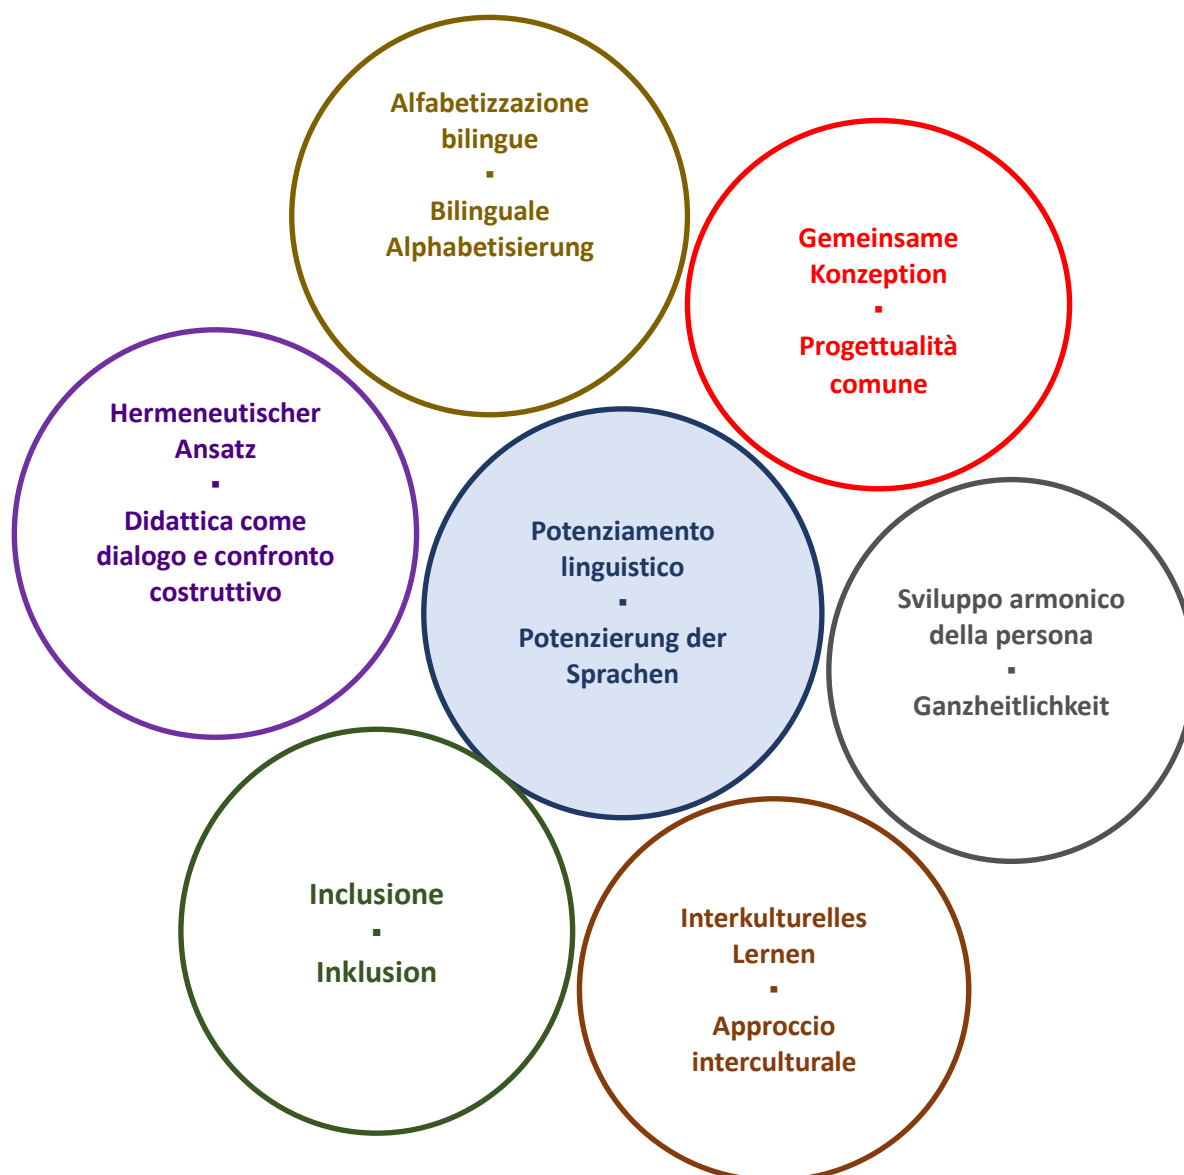 Alfabetizzazione
bilingue
▪
Bilinguale
Alphabetisierung
Gemeinsame
Konzeption
▪
Progettualità
comune
Hermeneutischer
Ansatz
▪
Didattica come
dialogo e confronto
costruttivo
Potenziamento
linguistico
▪
Potenzierung der
Sprachen
Sviluppo armonico
della persona
▪
Ganzheitlichkeit
Inclusione
▪
Inklusion
Interkulturelles
Lernen
▪
Approccio
interculturale